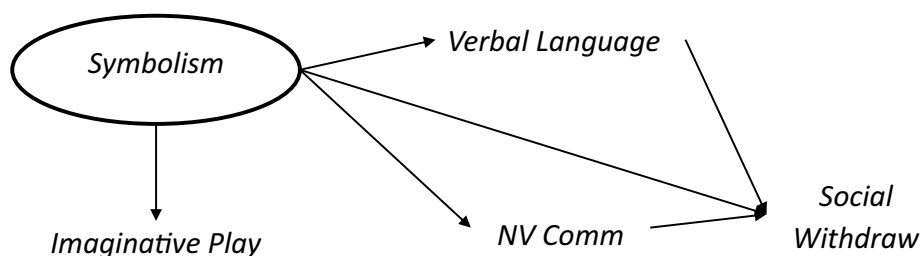 Symbolism
Verbal Language
Imaginative Play
NV Comm
Social
Withdraw